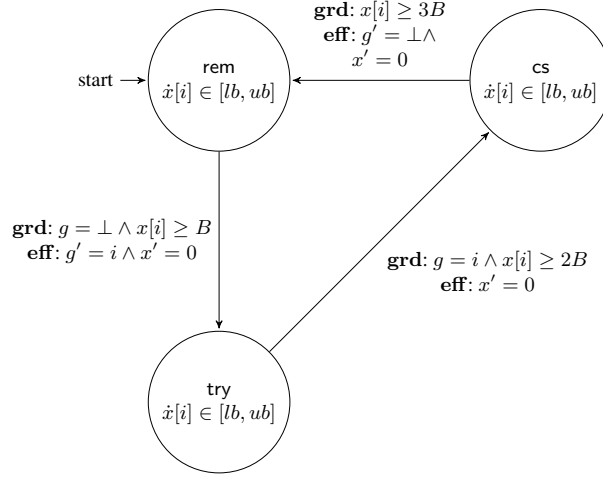 grd: x[i] ≥ 3B
eff: g′ = ⊥∧
x′ = 0
start
rem
ẋ[i] ∈ [lb, ub]
cs
ẋ[i] ∈ [lb, ub]
grd: g = ⊥ ∧ x[i] ≥ B
eff: g′ = i ∧ x′ = 0
grd: g = i ∧ x[i] ≥ 2B
eff: x′ = 0
try
ẋ[i] ∈ [lb, ub]